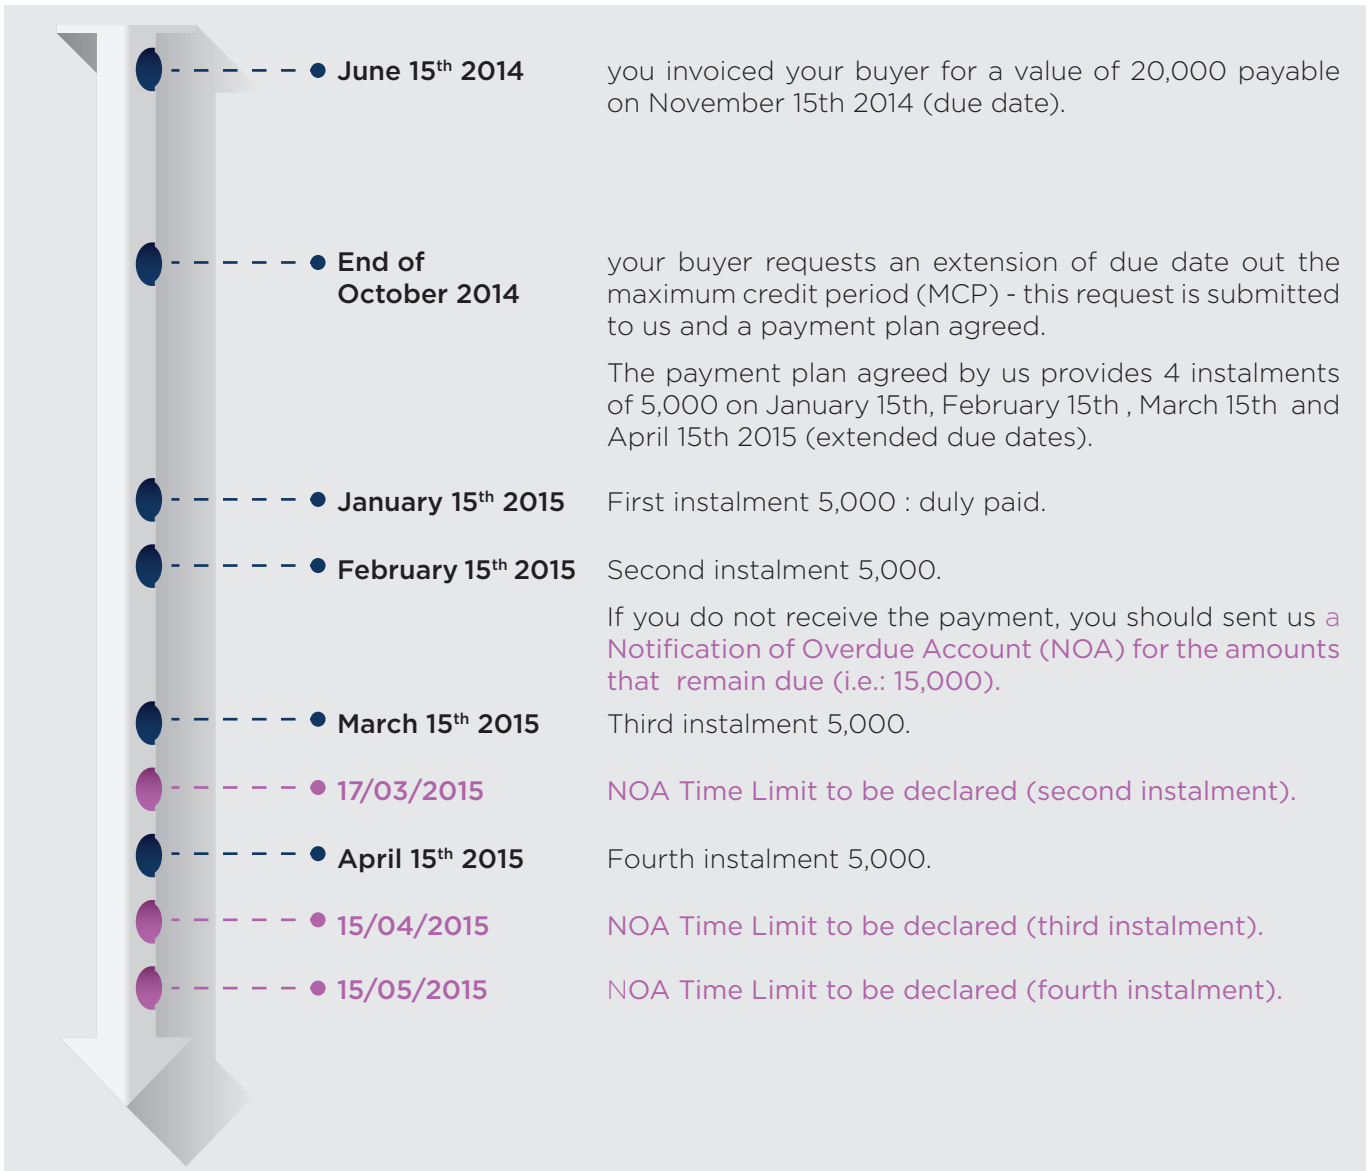 June 15th 2014
you invoiced your buyer for a value of 20,000 payable
on November 15th 2014 (due date).
End of
October 2014
your buyer requests an extension of due date out the
maximum credit period (MCP) - this request is submitted
to us and a payment plan agreed.
The payment plan agreed by us provides 4 instalments
of 5,000 on January 15th, February 15th , March 15th and
April 15th 2015 (extended due dates).
January 15th 2015
First instalment 5,000 : duly paid.
February 15th 2015
Second instalment 5,000.
If you do not receive the payment, you should sent us a
Notification of Overdue Account (NOA) for the amounts
that remain due (i.e.: 15,000).
March 15th 2015
Third instalment 5,000.
17/03/2015
NOA Time Limit to be declared (second instalment).
April 15th 2015
Fourth instalment 5,000.
15/04/2015
NOA Time Limit to be declared (third instalment).
15/05/2015
NOA Time Limit to be declared (fourth instalment).